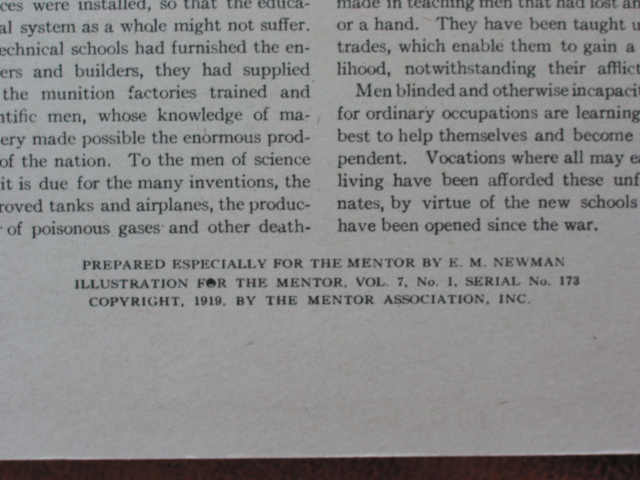 ces were installed, so that the educa-
al system as a whole might not suffer.
echnical schools had furnished the en-
ers and builders, they had supplied
the munition factories trained and
ntific men, whose knowledge of ma-
ery made possible the enormous prod-
of the nation. To the men of science
it is due for the many inventions, the
roved tanks and airplanes, the produc-
of poisonous gases and other death-
made in teaching men that had lost an
or a hand. They have been taught
trades, which enable them to gain a
lihood, notwithstanding their afflict
Men blinded and otherwise incapacit
for ordinary occupations are learning
best to help themselves and become
pendent. Vocations where all may ea
living have been afforded these unf
nates, by virtue of the new schools
have been opened since the war.
PREPARED ESPECIALLY FOR THE MENTOR BY E. M. NEWMAN
ILLUSTRATION FOR THE MENTOR, VOL. 7, No. 1, SERIAL No. 173
COPYRIGHT, 1919, BY THE MENTOR ASSOCIATION, INC.